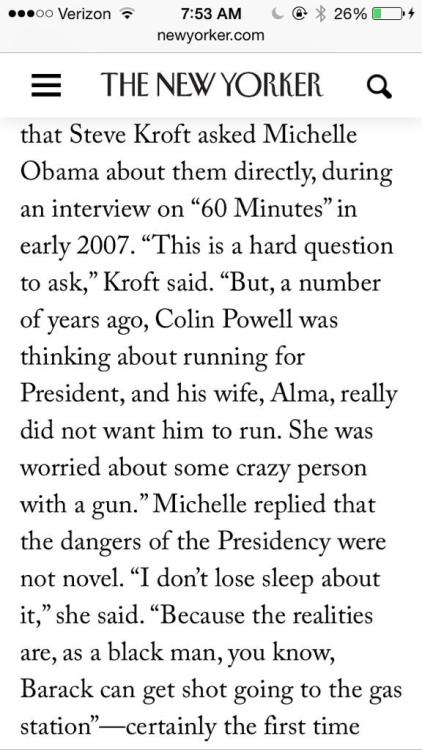 Verizon 7:53 AM 26%
newyorker.com
THE NEW YORKER
that Steve Kroft asked Michelle
Obama about them directly, during
an interview on “60 Minutes” in
early 2007. “This is a hard question
to ask,” Kroft said. “But, a number
of years ago, Colin Powell was
thinking about running for
President, and his wife, Alma, really
did not want him to run. She was
worried about some crazy person
with a gun.” Michelle replied that
the dangers of the Presidency were
not novel. “I don’t lose sleep about
it,” she said. “Because the realities
are, as a black man, you know,
Barack can get shot going to the gas
station”—certainly the first time